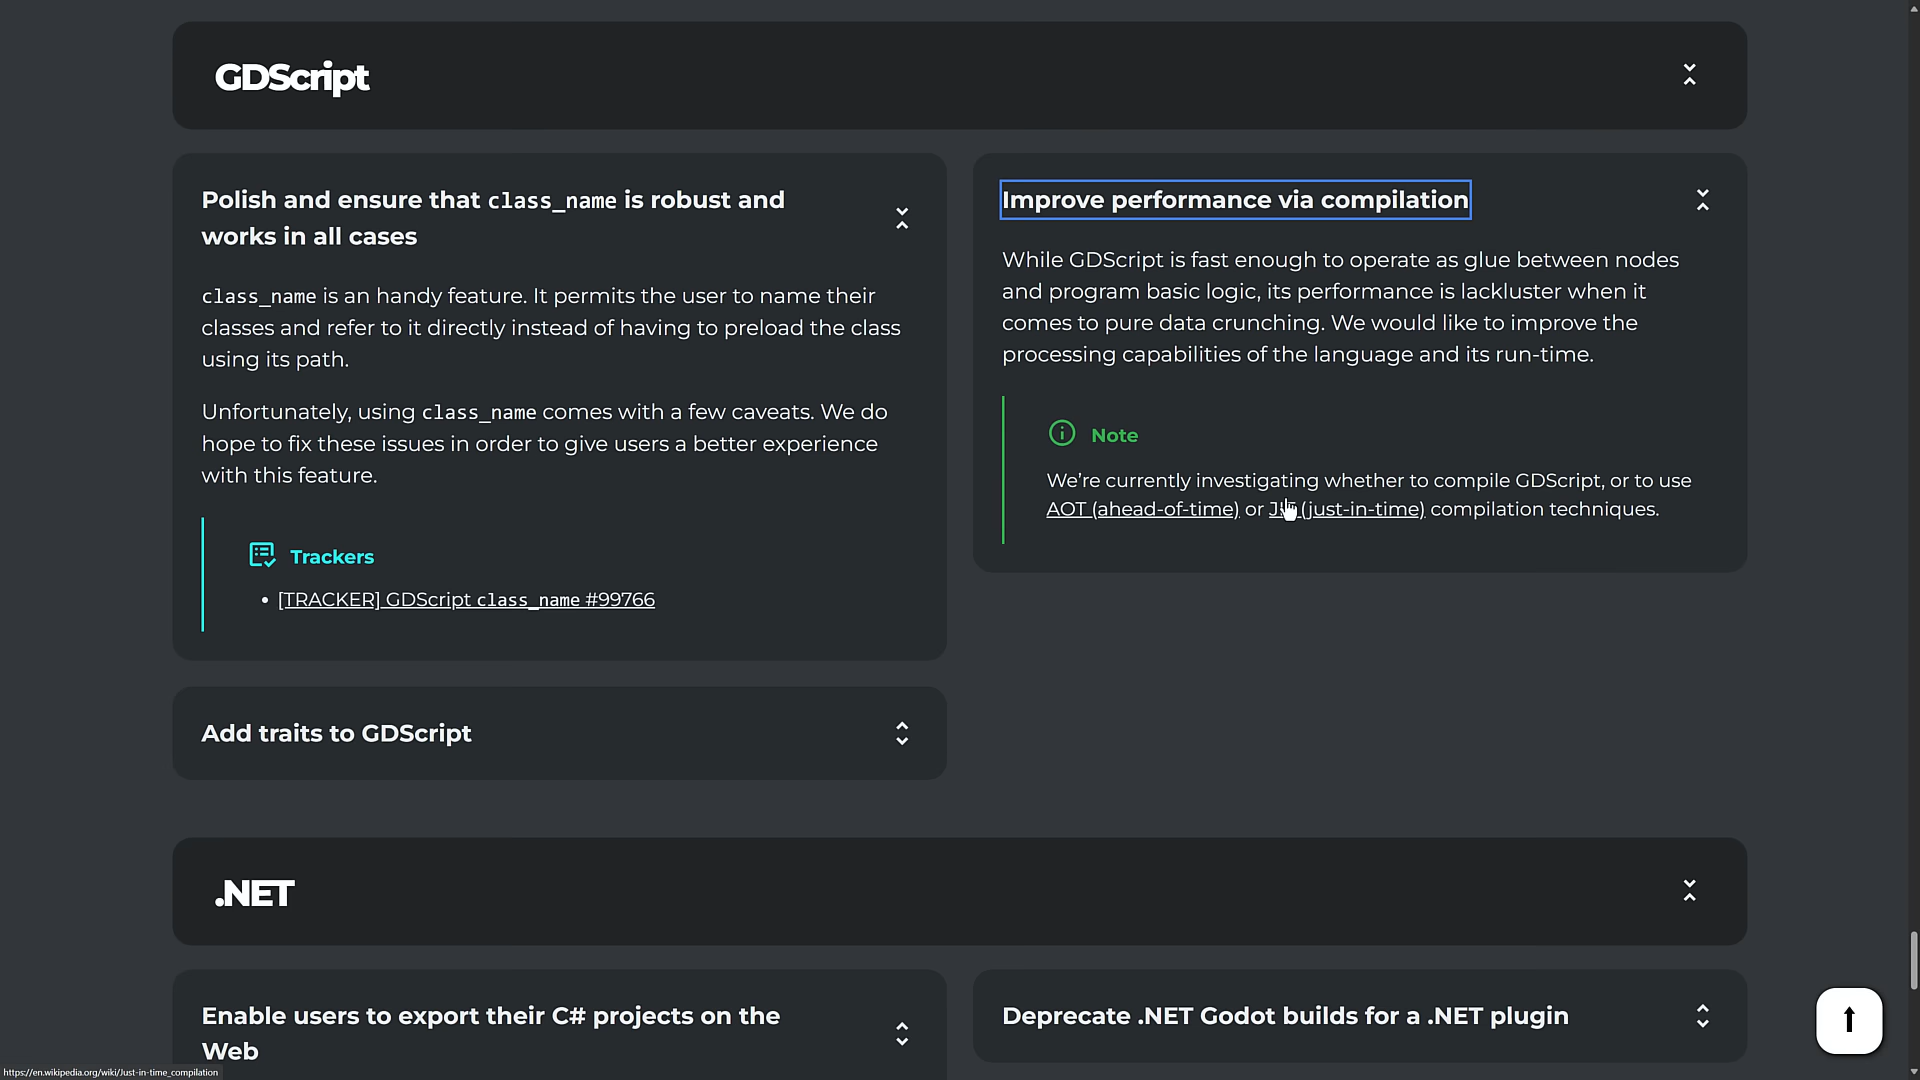 GDScript
Polish and ensure that class_name is robust and
works in all cases
class_name is an handy feature. It permits the user to name their
classes and refer to it directly instead of having to preload the class
using its path.
Unfortunately, using class_name comes with a few caveats. We do
hope to fix these issues in order to give users a better experience
with this feature.
Trackers
• [TRACKER] GDScript class_name #99766
Add traits to GDScript
Improve performance via compilation
While GDScript is fast enough to operate as glue between nodes
and program basic logic, its performance is lackluster when it
comes to pure data crunching. We would like to improve the
processing capabilities of the language and its run-time.
Note
We're currently investigating whether to compile GDScript, or to use
AOT (ahead-of-time) or (just-in-time) compilation techniques.
.NET
Enable users to export their C# projects on the
Web
Deprecate .NET Godot builds for a .NET plugin
https://en.wikipedia.org/wiki/Just-in-time_compilation